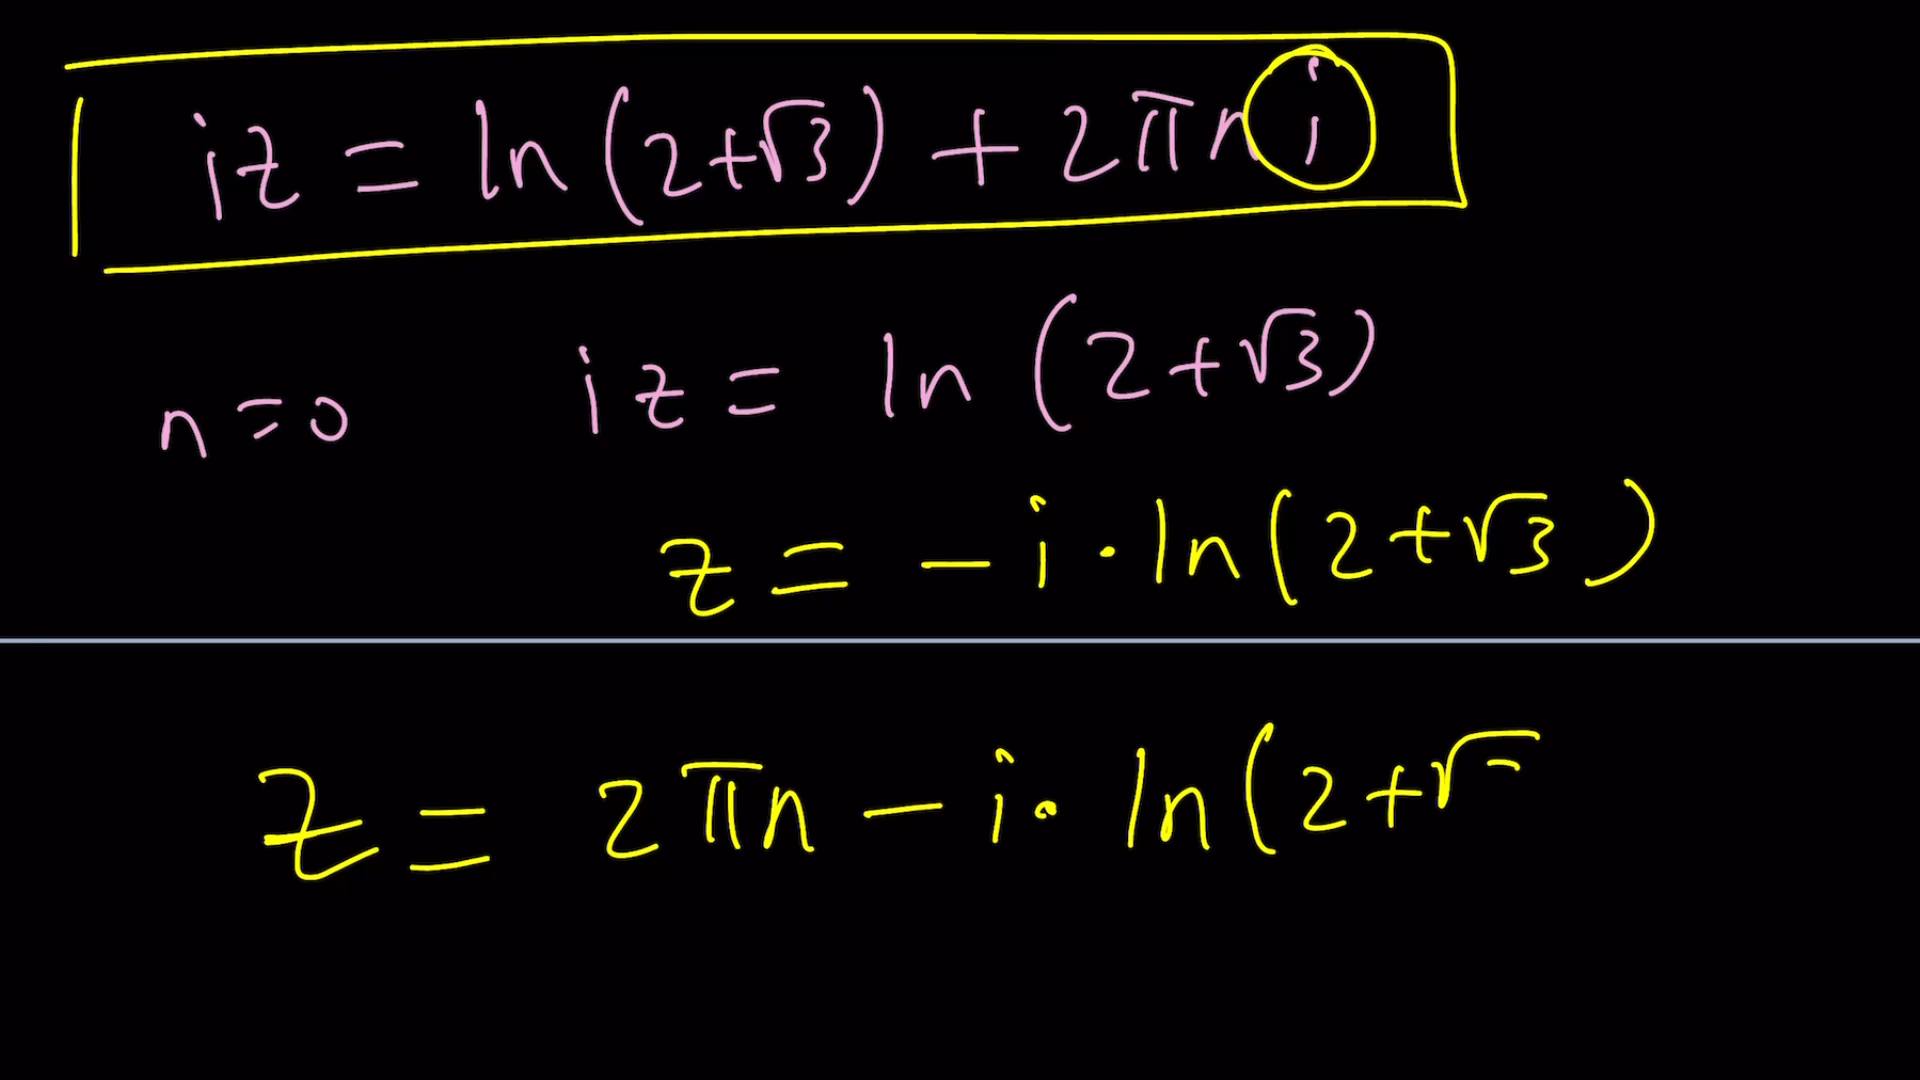 iz = ln(2+√3) + 2πni
n=0 iz = ln(2+√3)
z = -i·ln(2+√3)
z = 2πn - i·ln(2+√